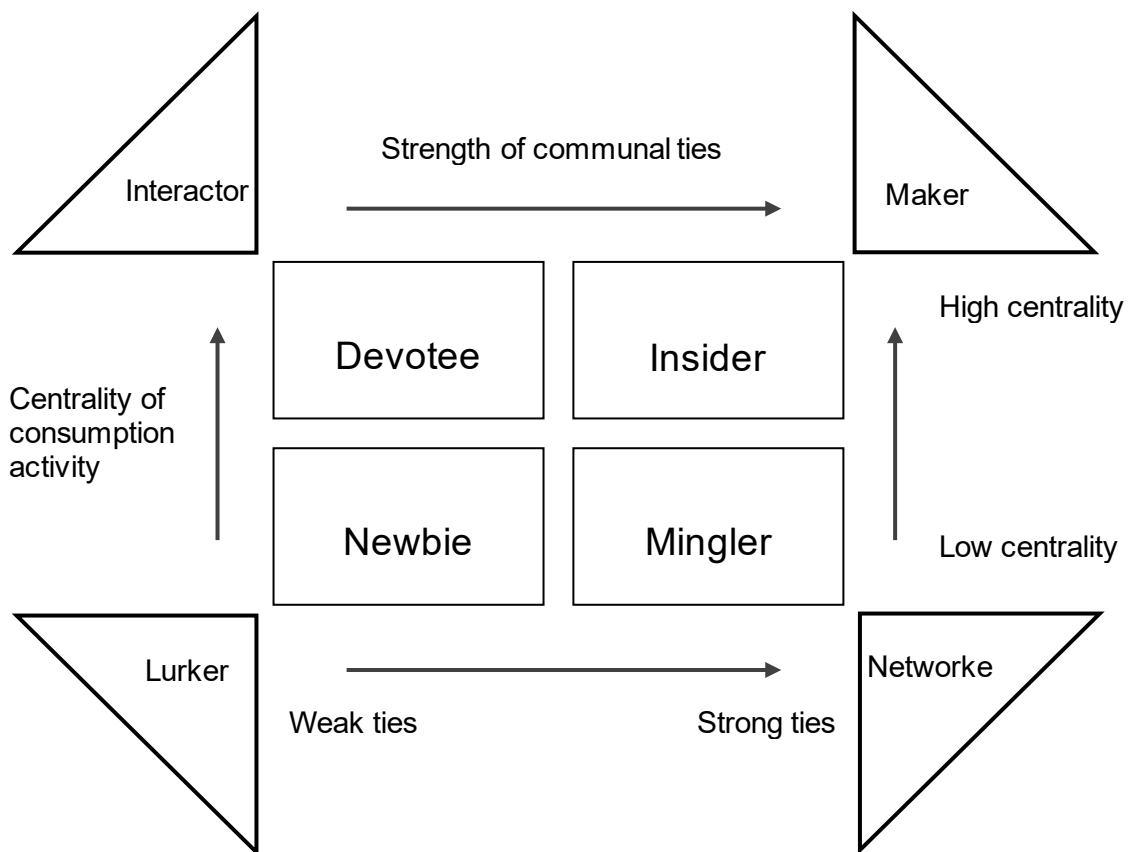 Strength of communal ties
Interactor
Maker
High centrality
Devotee
Insider
Centrality of
consumption
activity
Newbie
Mingler
Low centrality
Lurker
Networke
Weak ties
Strong ties